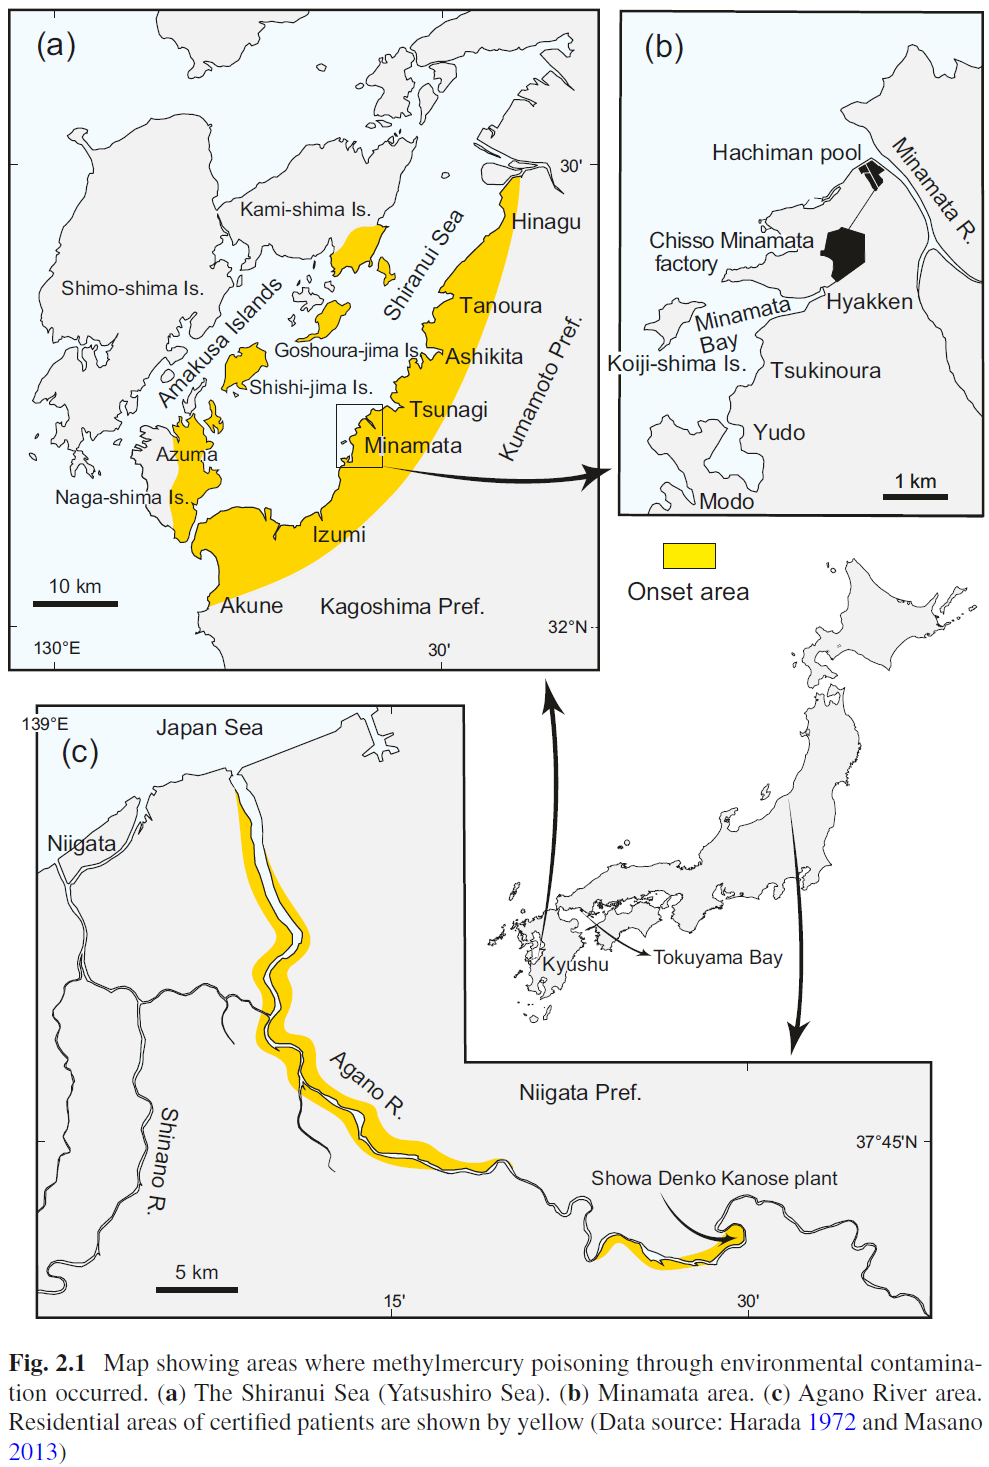 (a)
30'
Kami-shima Is.
Hinagu
Shiranui Sea
Shimo-shima Is.
Amakusa Islands
Tanoura
Goshoura-jima Is.
Ashikita
Kumamoto Pref.
Shishi-jima Is.
Tsunagi
Minamata
Azuma
Naga-shima Is.
Izumi
10 km
Akune
Kagoshima Pref.
32°N
130°E
30'
(b)
Hachiman pool
Minamata R.
Chisso Minamata
factory
Hyakken
Minamata
Bay
Koiji-shima Is.
Tsukinoura
Yudo
1 km
Modo
Onset area
Kyushu
Tokuyama Bay
139°E
Japan Sea
(c)
Niigata
Agano R.
Niigata Pref.
Shinano R.
37°45'N
Showa Denko Kanose plant
5 km
15'
30'
Fig. 2.1 Map showing areas where methylmercury poisoning through environmental contamina-
tion occurred. (a) The Shiranui Sea (Yatsushiro Sea). (b) Minamata area. (c) Agano River area.
Residential areas of certified patients are shown by yellow (Data source: Harada 1972 and Masano
2013)